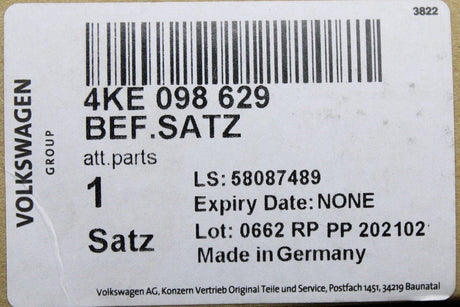 3822
VOLKSWAGEN
GROUP
4KE 098 629
BEF.SATZ
att.parts
1
Satz
LS: 58087489
Expiry Date: NONE
Lot: 0662 RP PP 202102
Made in Germany
Volkswagen AG, Konzern Vertrieb Original Teile und Service, Postfach 1451, 34219 Baunatal